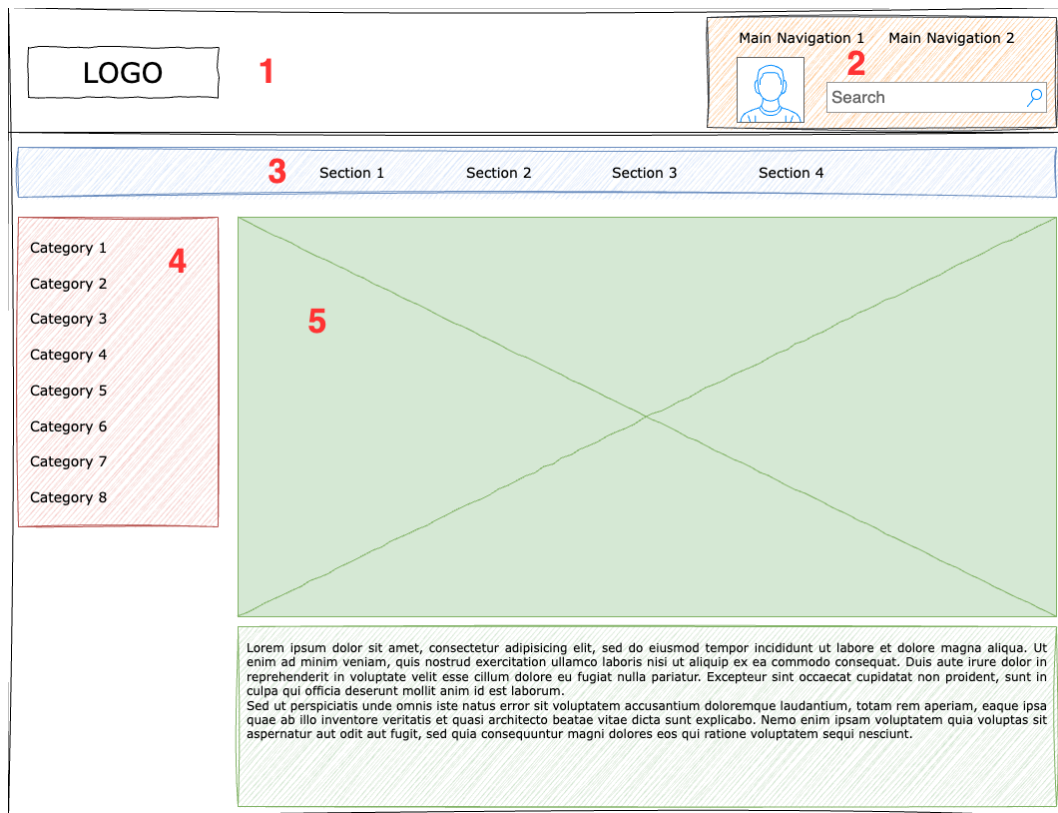 LOGO
1
Main Navigation 1 Main Navigation 2
2
Search
3
Section 1 Section 2 Section 3 Section 4
4
Category 1
Category 2
Category 3
Category 4
Category 5
Category 6
Category 7
Category 8
5
Lorem ipsum dolor sit amet, consectetur adipisicing elit, sed do eiusmod tempor incididunt ut labore et dolore magna aliqua. Ut
enim ad minim veniam, quis nostrud exercitation ullamco laboris nisi ut aliquip ex ea commodo consequat. Duis aute irure dolor in
reprehenderit in voluptate velit esse cillum dolore eu fugiat nulla pariatur. Excepteur sint occaecat cupidatat non proident, sunt in
culpa qui officia deserunt mollit anim id est laborum.
Sed ut perspiciatis unde omnis iste natus error sit voluptatem accusantium doloremque laudantium, totam rem aperiam, eaque ipsa
quae ab illo inventore veritatis et quasi architecto beatae vitae dicta sunt explicabo. Nemo enim ipsam voluptatem quia voluptas sit
aspernatur aut odit aut fugit, sed quia consequuntur magni dolores eos qui ratione voluptatem sequi nesciunt.